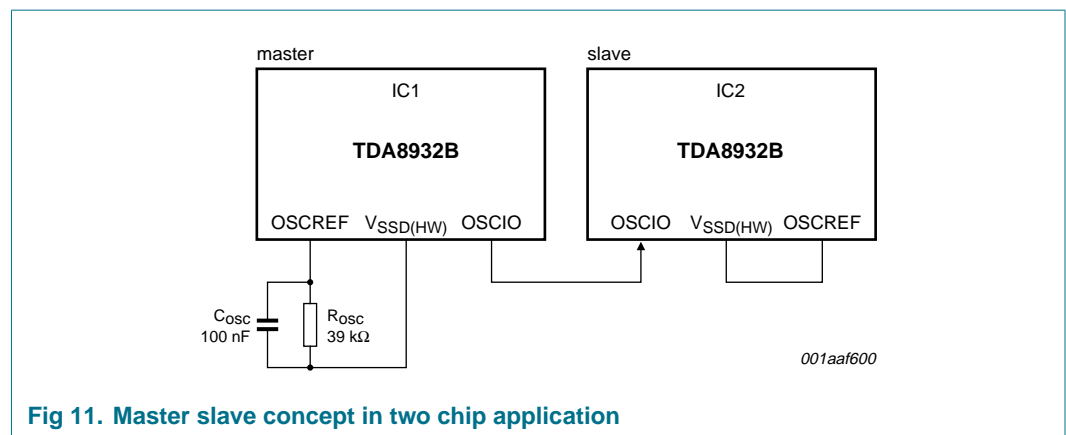 master
slave
IC1
IC2
TDA8932B
TDA8932B
OSCREF VSSD(HW) OSCIO
OSCIO VSSD(HW) OSCREF
Cosc
100 nF
Rosc
39 kΩ
001aaf600
Fig 11. Master slave concept in two chip application